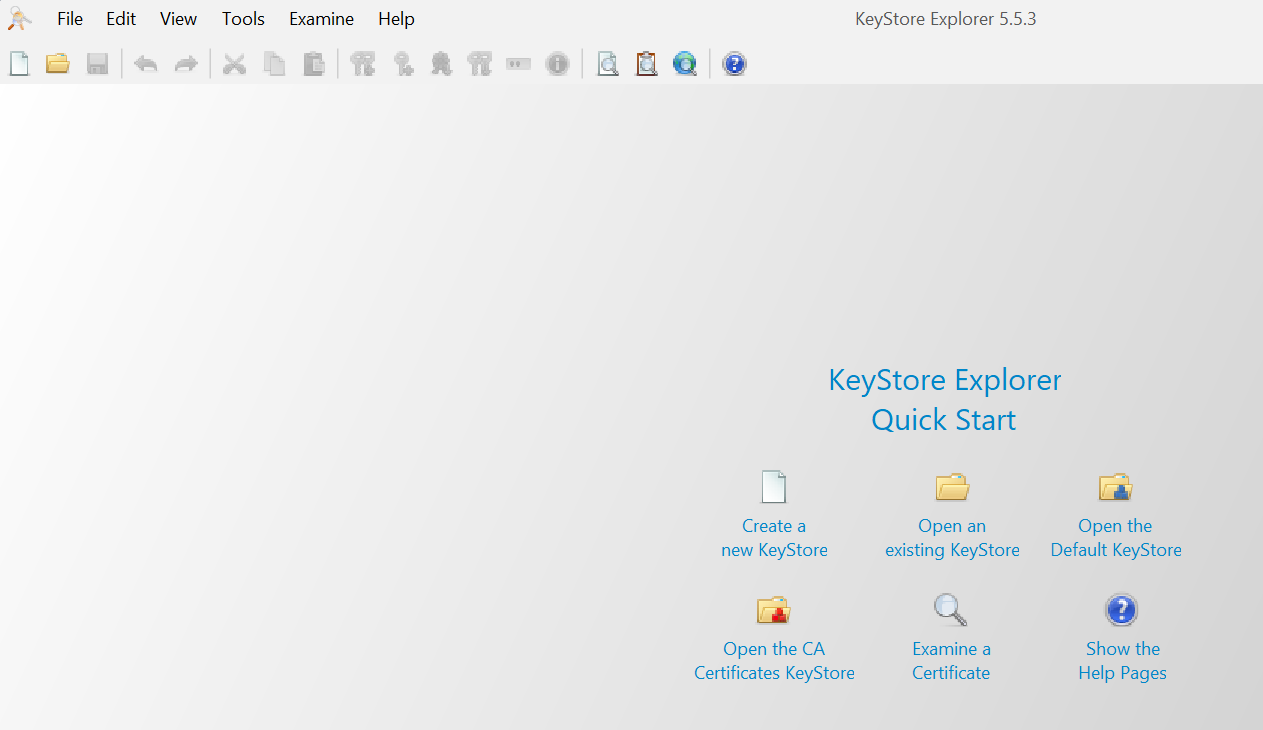 File Edit View Tools Examine Help KeyStore Explorer 5.5.3
KeyStore Explorer
Quick Start
Create a
new KeyStore
Open an
existing KeyStore
Open the
Default KeyStore
Open the CA
Certificates KeyStore
Examine a
Certificate
Show the
Help Pages